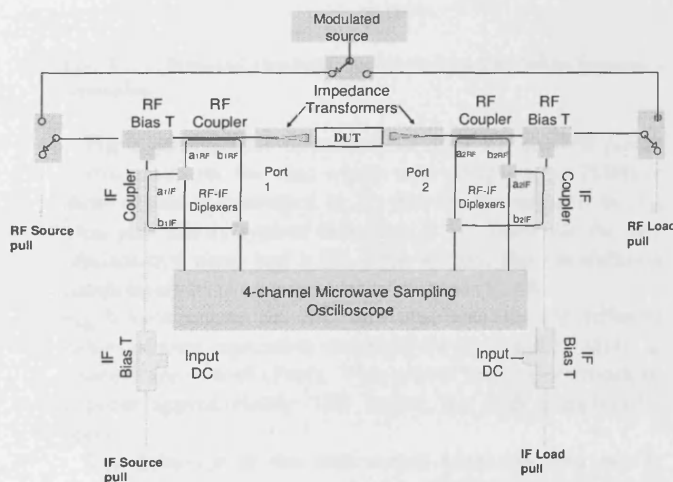 Modulated
source
Impedance
Transformers
RF
Bias T
RF
Coupler
DUT
RF
Coupler
RF
Bias T
a1RF b1RF
a2RF b2RF
Port
1
Port
2
RF-IF
Diplexers
RF-IF
Diplexers
a1IF
b1IF
a2IF
b2IF
IF
Coupler
IF
Coupler
RF Source
pull
RF Load
pull
4-channel Microwave Sampling
Oscilloscope
IF
Bias T
Input
DC
Input
DC
IF
Bias T
IF Source
pull
IF Load
pull